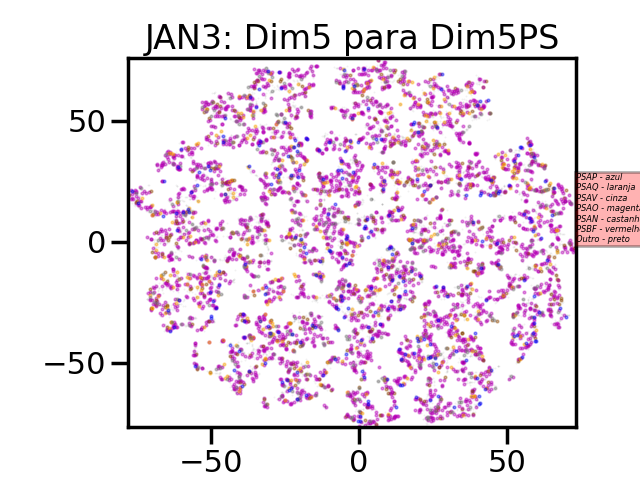 JAN3: Dim5 para Dim5PS
50
0
−50
−50
0
50
PSAP - azul
PSAQ - laranja
PSAV - cinza
PSAO - magenta
PSAN - castanh
PSBF - vermelh
Outro - preto